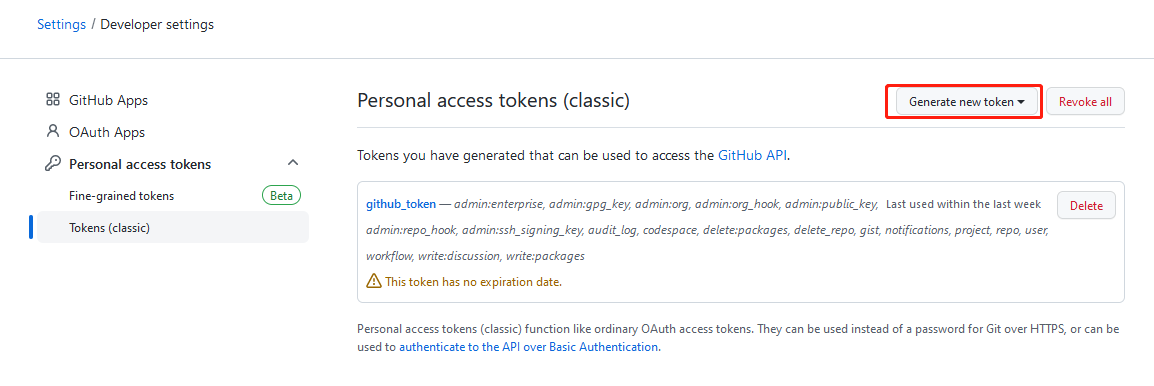 Settings / Developer settings
GitHub Apps
OAuth Apps
Personal access tokens
Fine-grained tokens Beta
Tokens (classic)
Personal access tokens (classic) Generate new token Revoke all
Tokens you have generated that can be used to access the GitHub API.
github_token — admin:enterprise, admin:gpg_key, admin:org, admin:org_hook, admin:public_key, Last used within the last week Delete
admin:repo_hook, admin:ssh_signing_key, audit_log, codespace, delete:packages, delete_repo, gist, notifications, project, repo, user,
workflow, write:discussion, write:packages
This token has no expiration date.
Personal access tokens (classic) function like ordinary OAuth access tokens. They can be used instead of a password for Git over HTTPS, or can be
used to authenticate to the API over Basic Authentication.